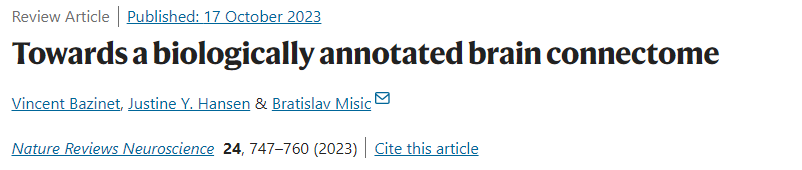 Review Article | Published: 17 October 2023
Towards a biologically annotated brain connectome
Vincent Bazinet, Justine Y. Hansen & Bratislav Misic
Nature Reviews Neuroscience 24, 747–760 (2023) | Cite this article